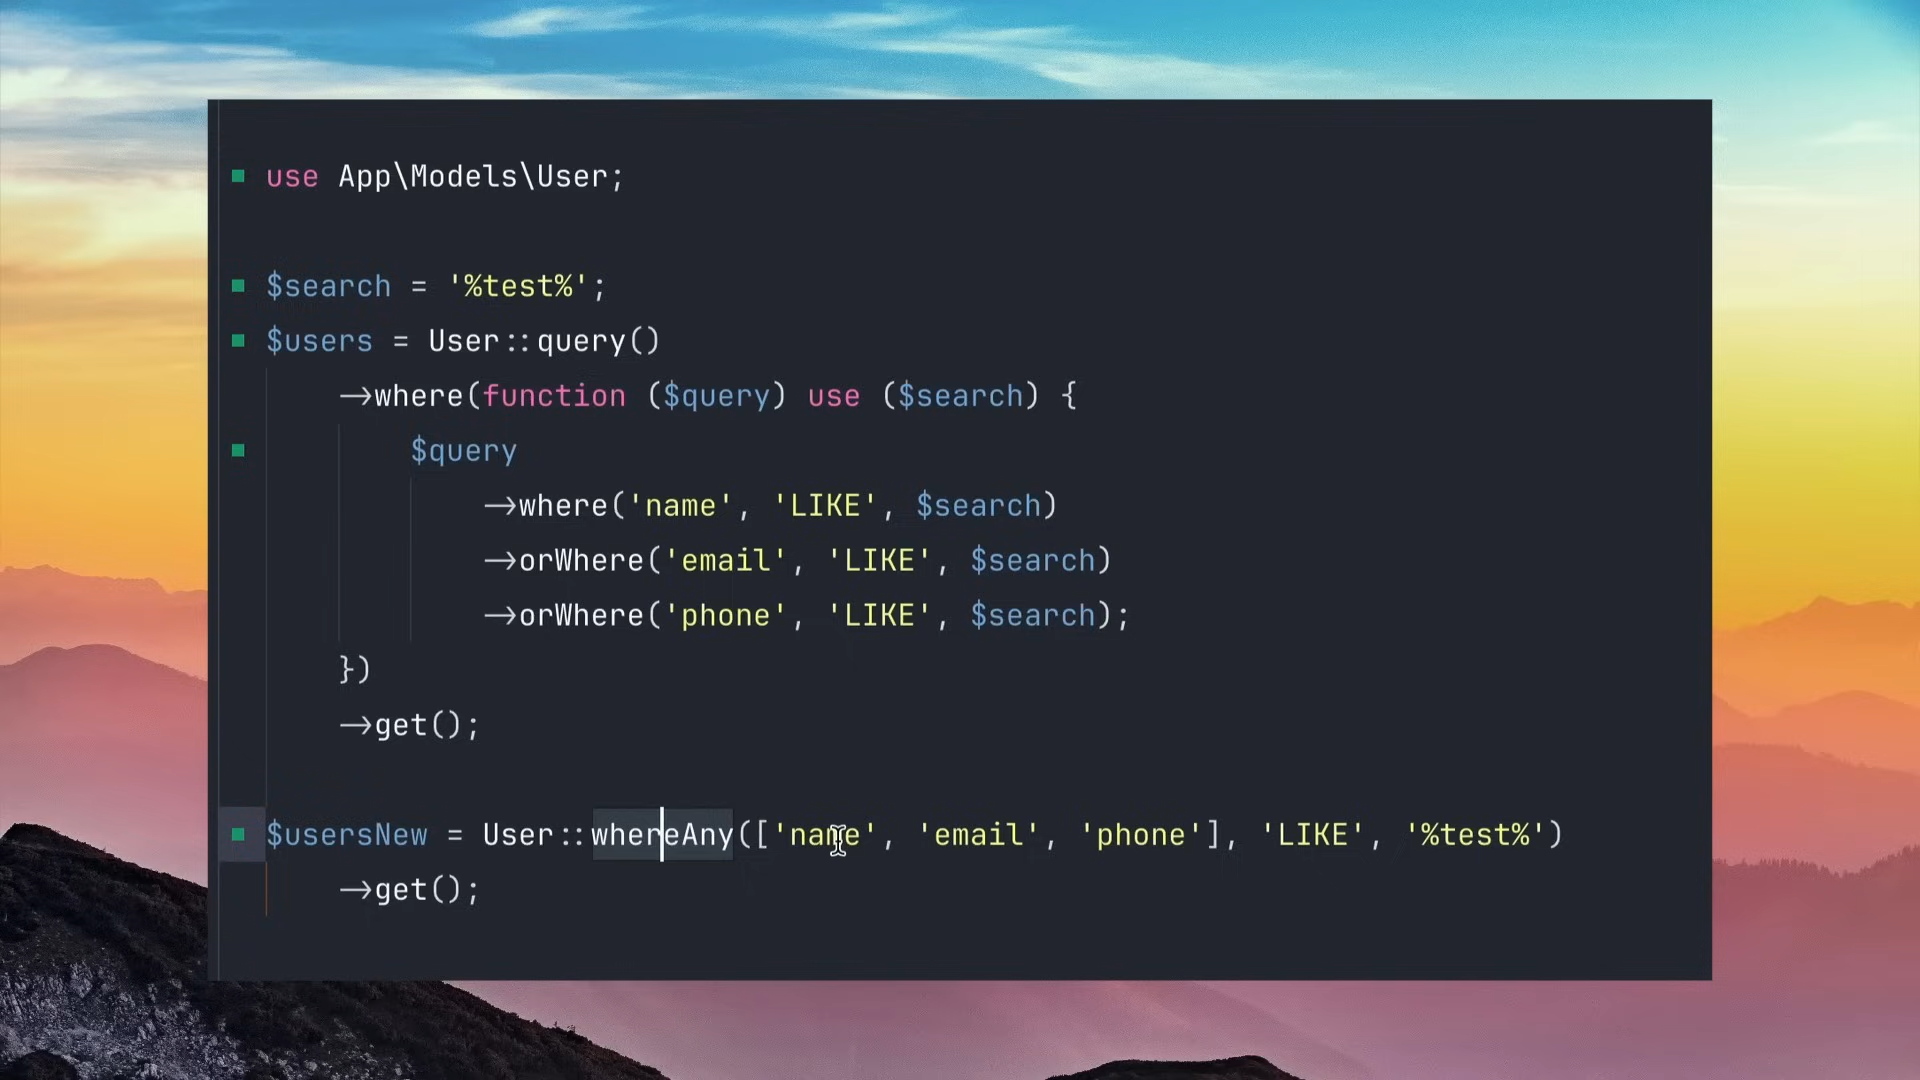 use App\Models\User;
$search = '%test%';
$users = User::query()
->where(function ($query) use ($search) {
$query
->where('name', 'LIKE', $search)
->orWhere('email', 'LIKE', $search)
->orWhere('phone', 'LIKE', $search);
})
->get();
$usersNew = User::whereAny(['name', 'email', 'phone'], 'LIKE', '%test%')
->get();